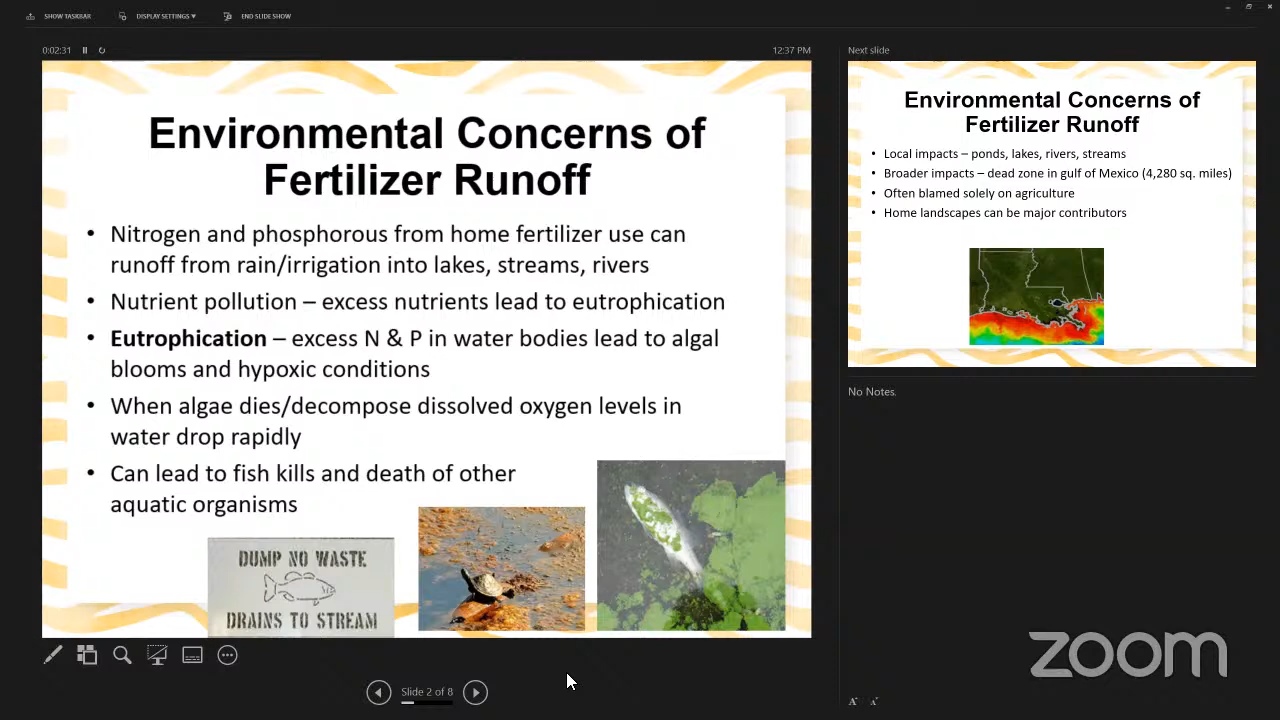 SHOW TASKBAR DISPLAY SETTINGS ▼ END SLIDE SHOW
0:02:31 12:37 PM
Environmental Concerns of
Fertilizer Runoff
• Nitrogen and phosphorous from home fertilizer use can
runoff from rain/irrigation into lakes, streams, rivers
• Nutrient pollution – excess nutrients lead to eutrophication
• Eutrophication – excess N & P in water bodies lead to algal
blooms and hypoxic conditions
• When algae dies/decompose dissolved oxygen levels in
water drop rapidly
• Can lead to fish kills and death of other
aquatic organisms
DUMP NO WASTE
DRAINS TO STREAM
Slide 2 of 8
Next slide
Environmental Concerns of
Fertilizer Runoff
• Local impacts – ponds, lakes, rivers, streams
• Broader impacts – dead zone in gulf of Mexico (4,280 sq. miles)
• Often blamed solely on agriculture
• Home landscapes can be major contributors
No Notes.
zoom
A A